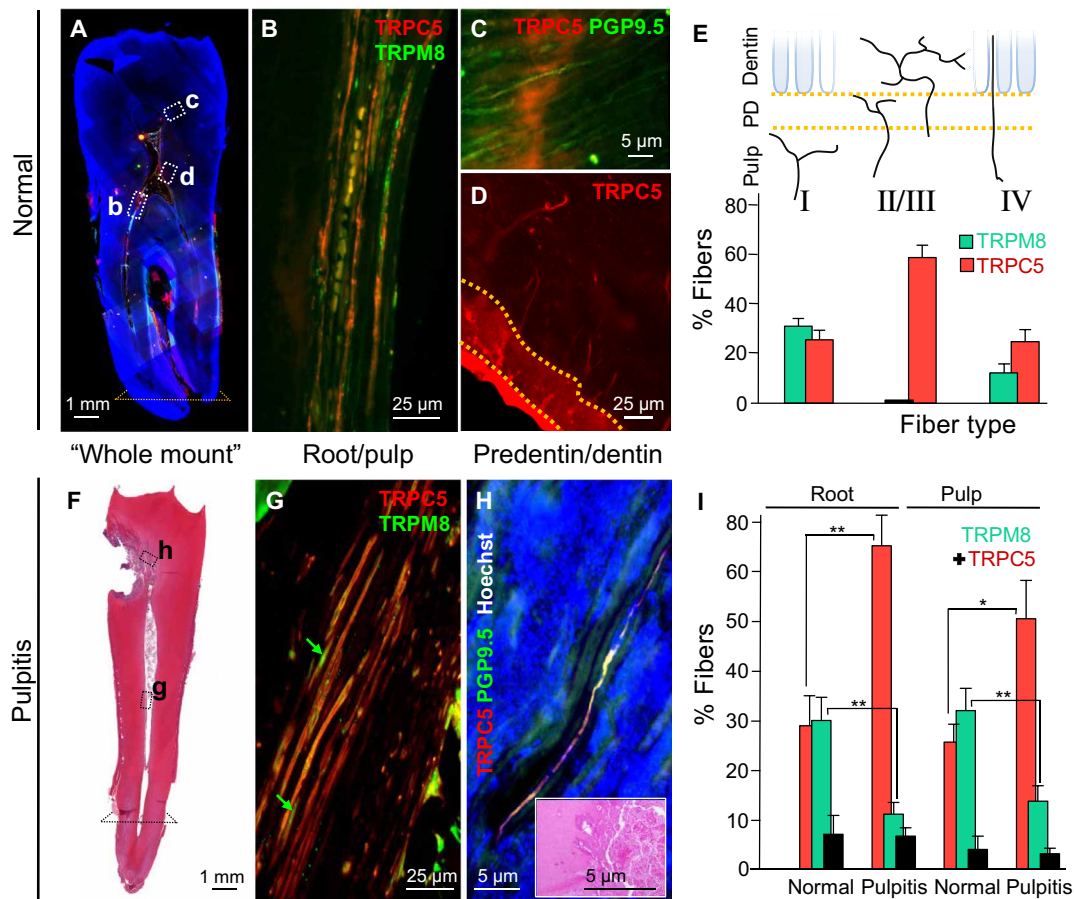 Normal
A
c
d
b
1 mm
"Whole mount"
B
TRPC5
TRPM8
25 µm
Root/pulp
C
TRPC5 PGP9.5
5 µm
D
TRPC5
25 µm
Predentin/dentin
E
Dentin
PD
Pulp
I
II/III
IV
80
60
40
20
0
% Fibers
TRPM8
TRPC5
Fiber type
Pulpitis
F
h
g
1 mm
G
TRPC5
TRPM8
25 µm
H
TRPC5 PGP9.5 Hoechst
5 µm
5 µm
I
Root
Pulp
TRPM8
+ TRPC5
80
70
60
50
40
30
20
10
0
% Fibers
**
**
*
**
Normal Pulpitis Normal Pulpitis